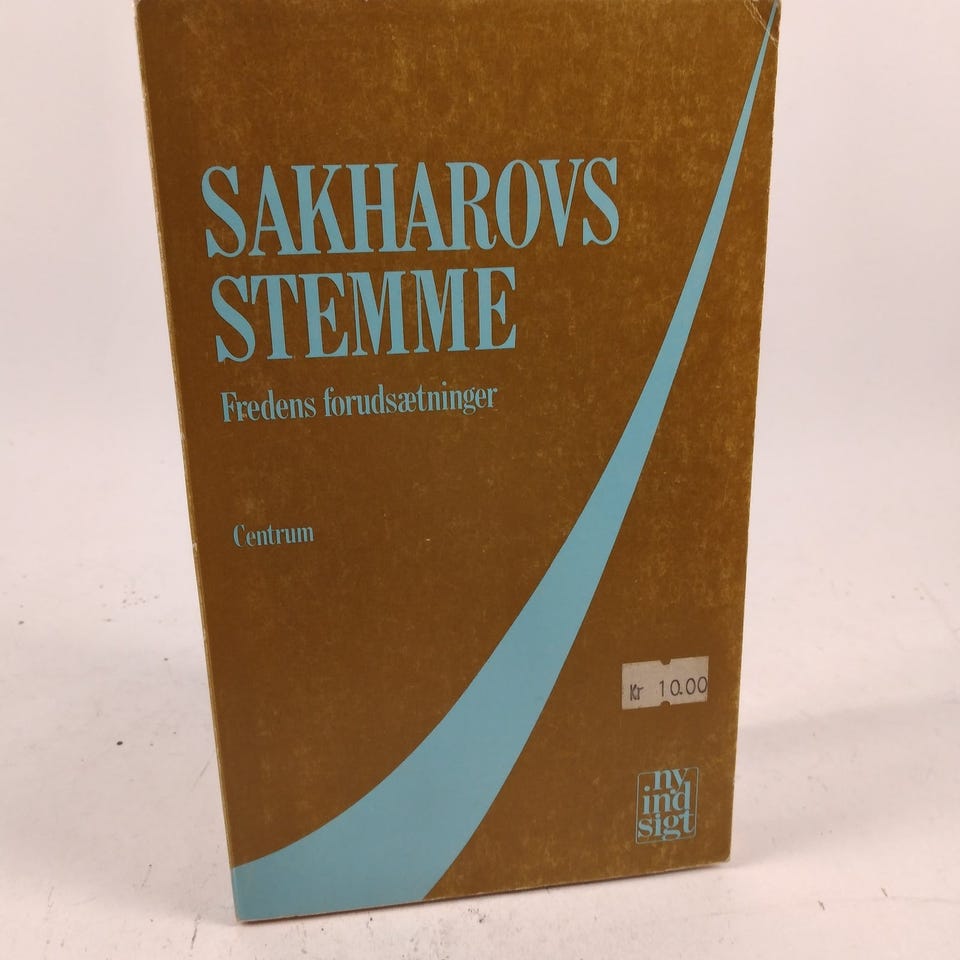 SAKHAROVS
STEMME
Fredens forudsætninger
Centrum
Kr 10.00
ny
ind
sigt